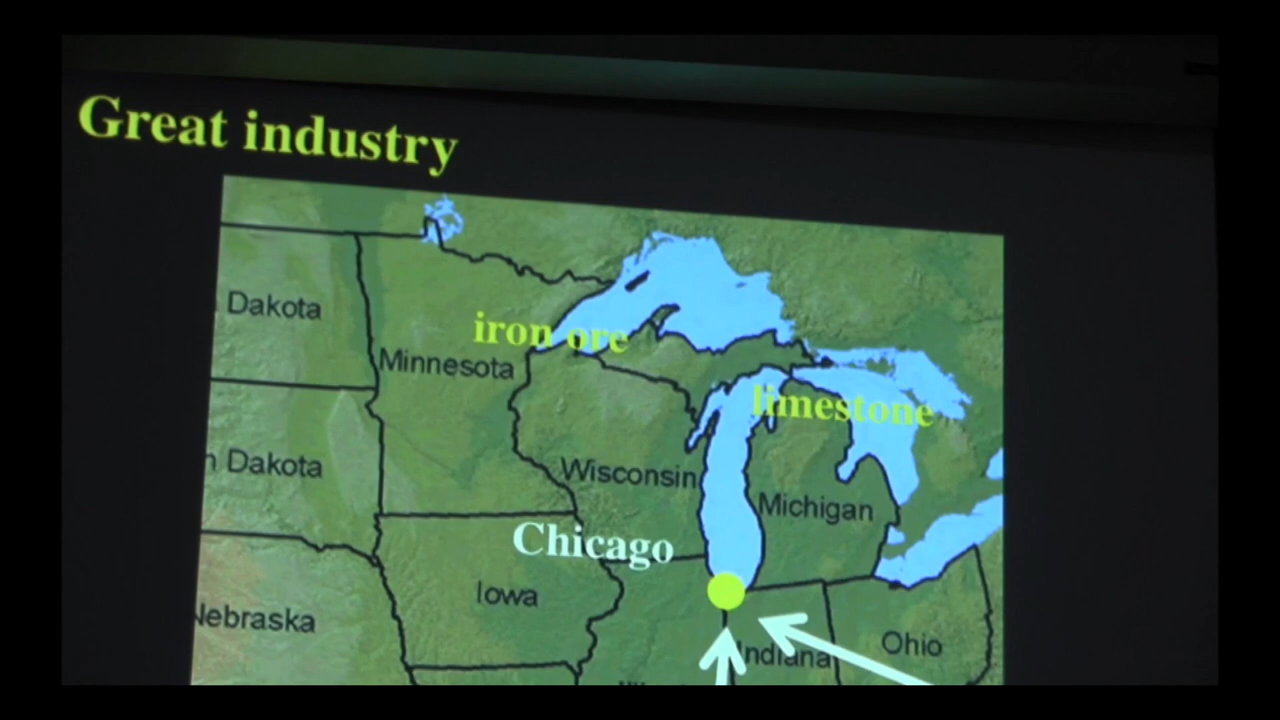 Great industry
Dakota
iron ore
Minnesota
limestone
Dakota
Wisconsin
Michigan
Chicago
Iowa
Nebraska
Indiana
Ohio